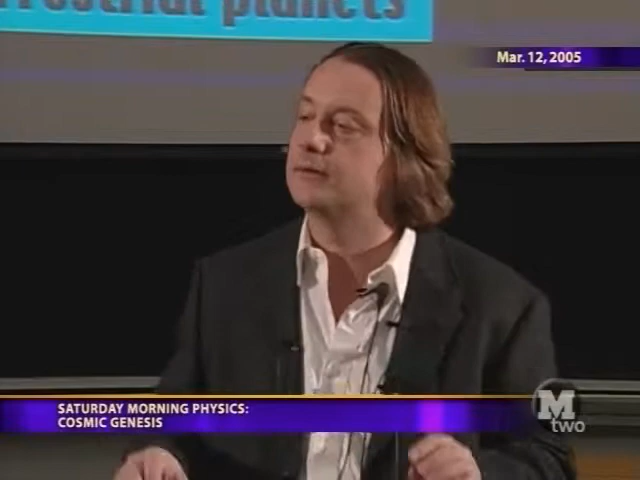 planets
Mar. 12, 2005
SATURDAY MORNING PHYSICS:
COSMIC GENESIS
M
two